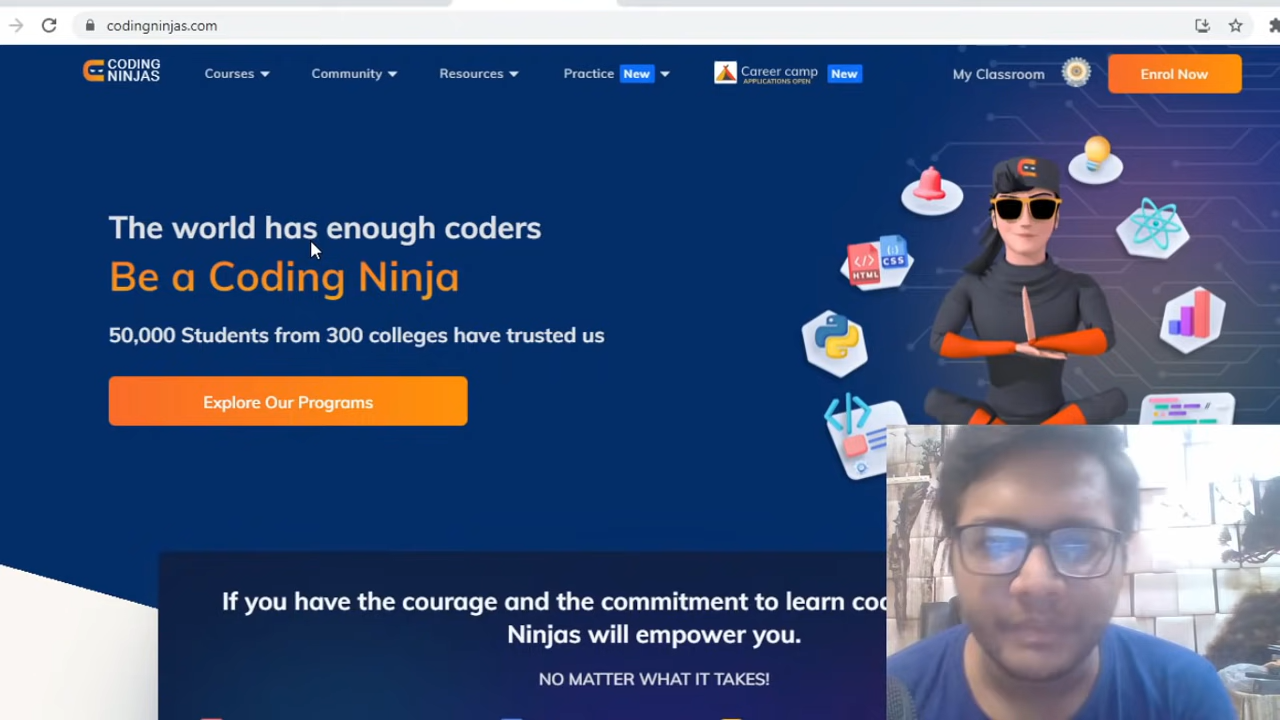 codingninjas.com
CODING
NINJAS
Courses
Community
Resources
Practice New
Career camp
APPLICATIONS OPEN
New
My Classroom
Enrol Now
The world has enough coders
Be a Coding Ninja
50,000 Students from 300 colleges have trusted us
Explore Our Programs
HTML
CSS
If you have the courage and the commitment to learn
Ninjas will empower you.
NO MATTER WHAT IT TAKES!